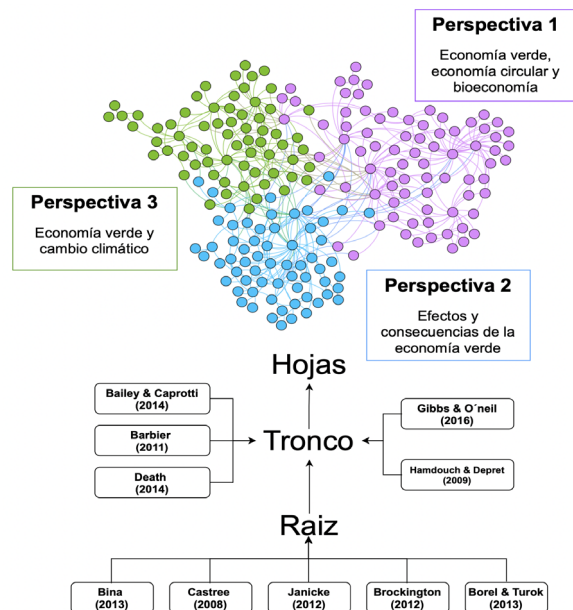 Perspectiva 1
Economía verde,
economía circular y
bioeconomía
Perspectiva 3
Economía verde y
cambio climático
Perspectiva 2
Efectos y
consecuencias de la
economía verde
Hojas
Bailey & Caprotti
(2014)
Barbier
(2011)
Death
(2014)
Tronco
Gibbs & O´neil
(2016)
Hamdouch & Depret
(2009)
Raiz
Bina
(2013)
Castree
(2008)
Janicke
(2012)
Brockington
(2012)
Borel & Turok
(2013)